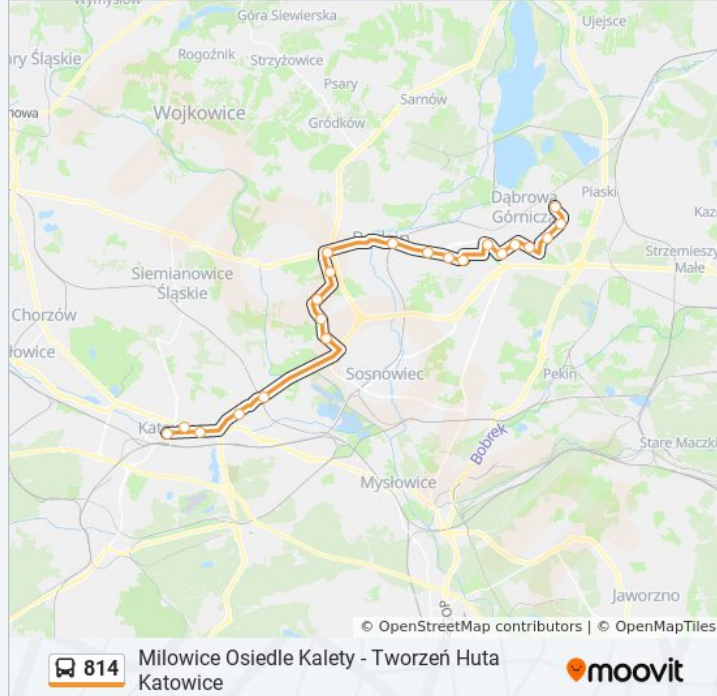 Wymysłów
Góra Siewierska
Ujejsce
Rogoźnik
Strzyżowice
ary Śląskie
Psary
Sarnów
nowa
Wojkowice
Gródków
Dąbrowa
Górnicza
Piaski
Kaz
Strzemieszy
Małe
Siemianowice
Śląskie
Chorzów
łowice
Sosnowiec
Pekin
Bobrek
Stare Maczki
Mysłowice
Jaworzno
© OpenStreetMap contributors | © OpenMapTiles
814
Milowice Osiedle Kalety - Tworzeń Huta
Katowice
moovit